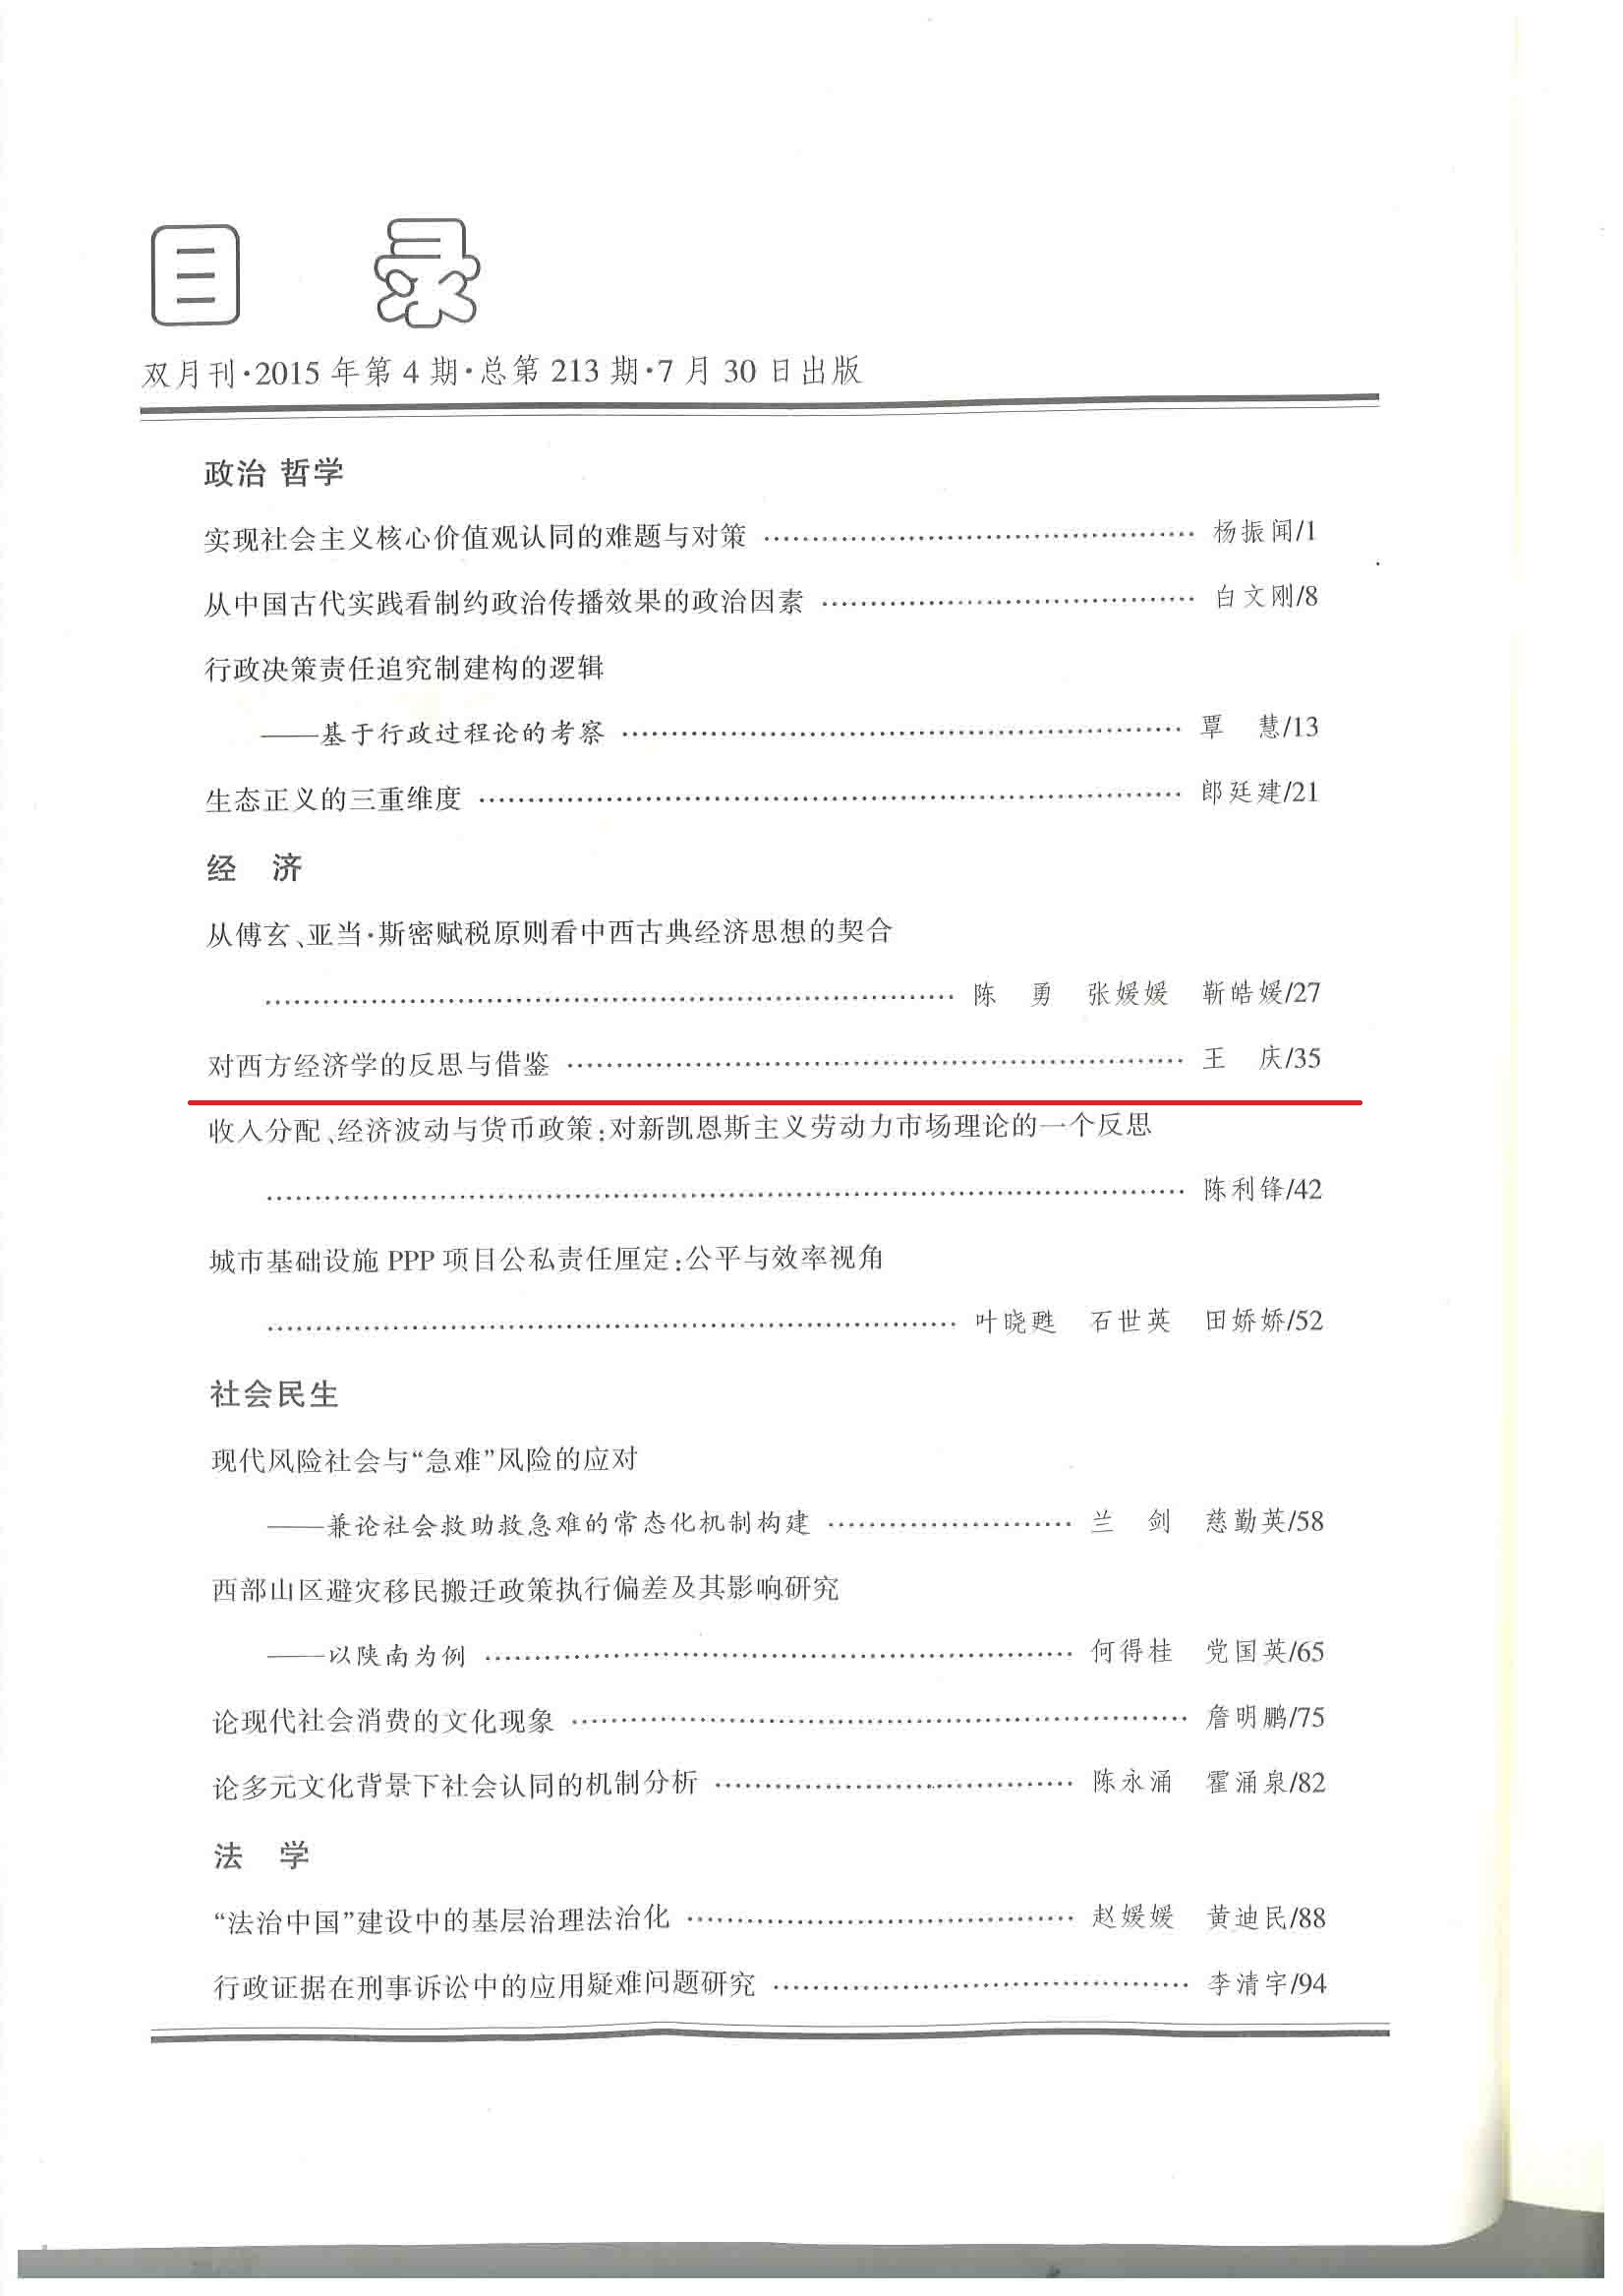 目 录
双月刊·2015 年第 4 期·总第 213 期·7 月 30 日出版
政治 哲学
实现社会主义核心价值观认同的难题与对策 …… 杨振闻/1
从中国古代实践看制约政治传播效果的政治因素 …… 白文刚/8
行政决策责任追究制建构的逻辑
——基于行政过程论的考察 …… 覃 慧/13
生态正义的三重维度 …… 郎廷建/21
经 济
从傅玄、亚当·斯密赋税原则看中西古典经济思想的契合
…… 陈 勇 张媛媛 靳皓媛/27
对西方经济学的反思与借鉴 …… 王 庆/35
收入分配、经济波动与货币政策:对新凯恩斯主义劳动力市场理论的一个反思
…… 陈利锋/42
城市基础设施 PPP 项目公私责任厘定:公平与效率视角
…… 叶晓甦 石世英 田娇娇/52
社会民生
现代风险社会与“急难”风险的应对
——兼论社会救助救急难的常态化机制构建 …… 兰 剑 慈勤英/58
西部山区避灾移民搬迁政策执行偏差及其影响研究
——以陕南为例 …… 何得桂 党国英/65
论现代社会消费的文化现象 …… 詹明鹏/75
论多元文化背景下社会认同的机制分析 …… 陈永涌 霍涌泉/82
法 学
“法治中国”建设中的基层治理法治化 …… 赵媛媛 黄迪民/88
行政证据在刑事诉讼中的应用疑难问题研究 …… 李清宇/94